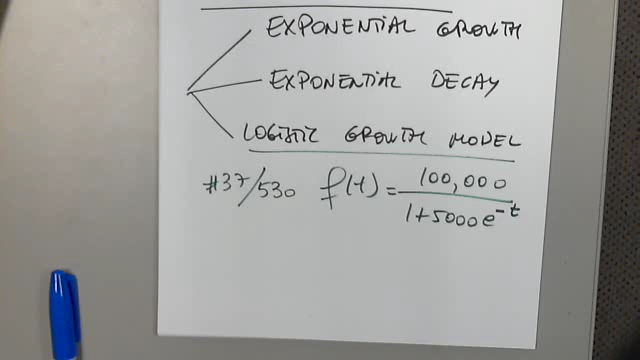 EXPONENTIAL GROWTH
EXPONENTIAL DECAY
LOGISTIC GROWTH MODEL
#37/530 f(t) = 100,000 / 1+5000e^-t